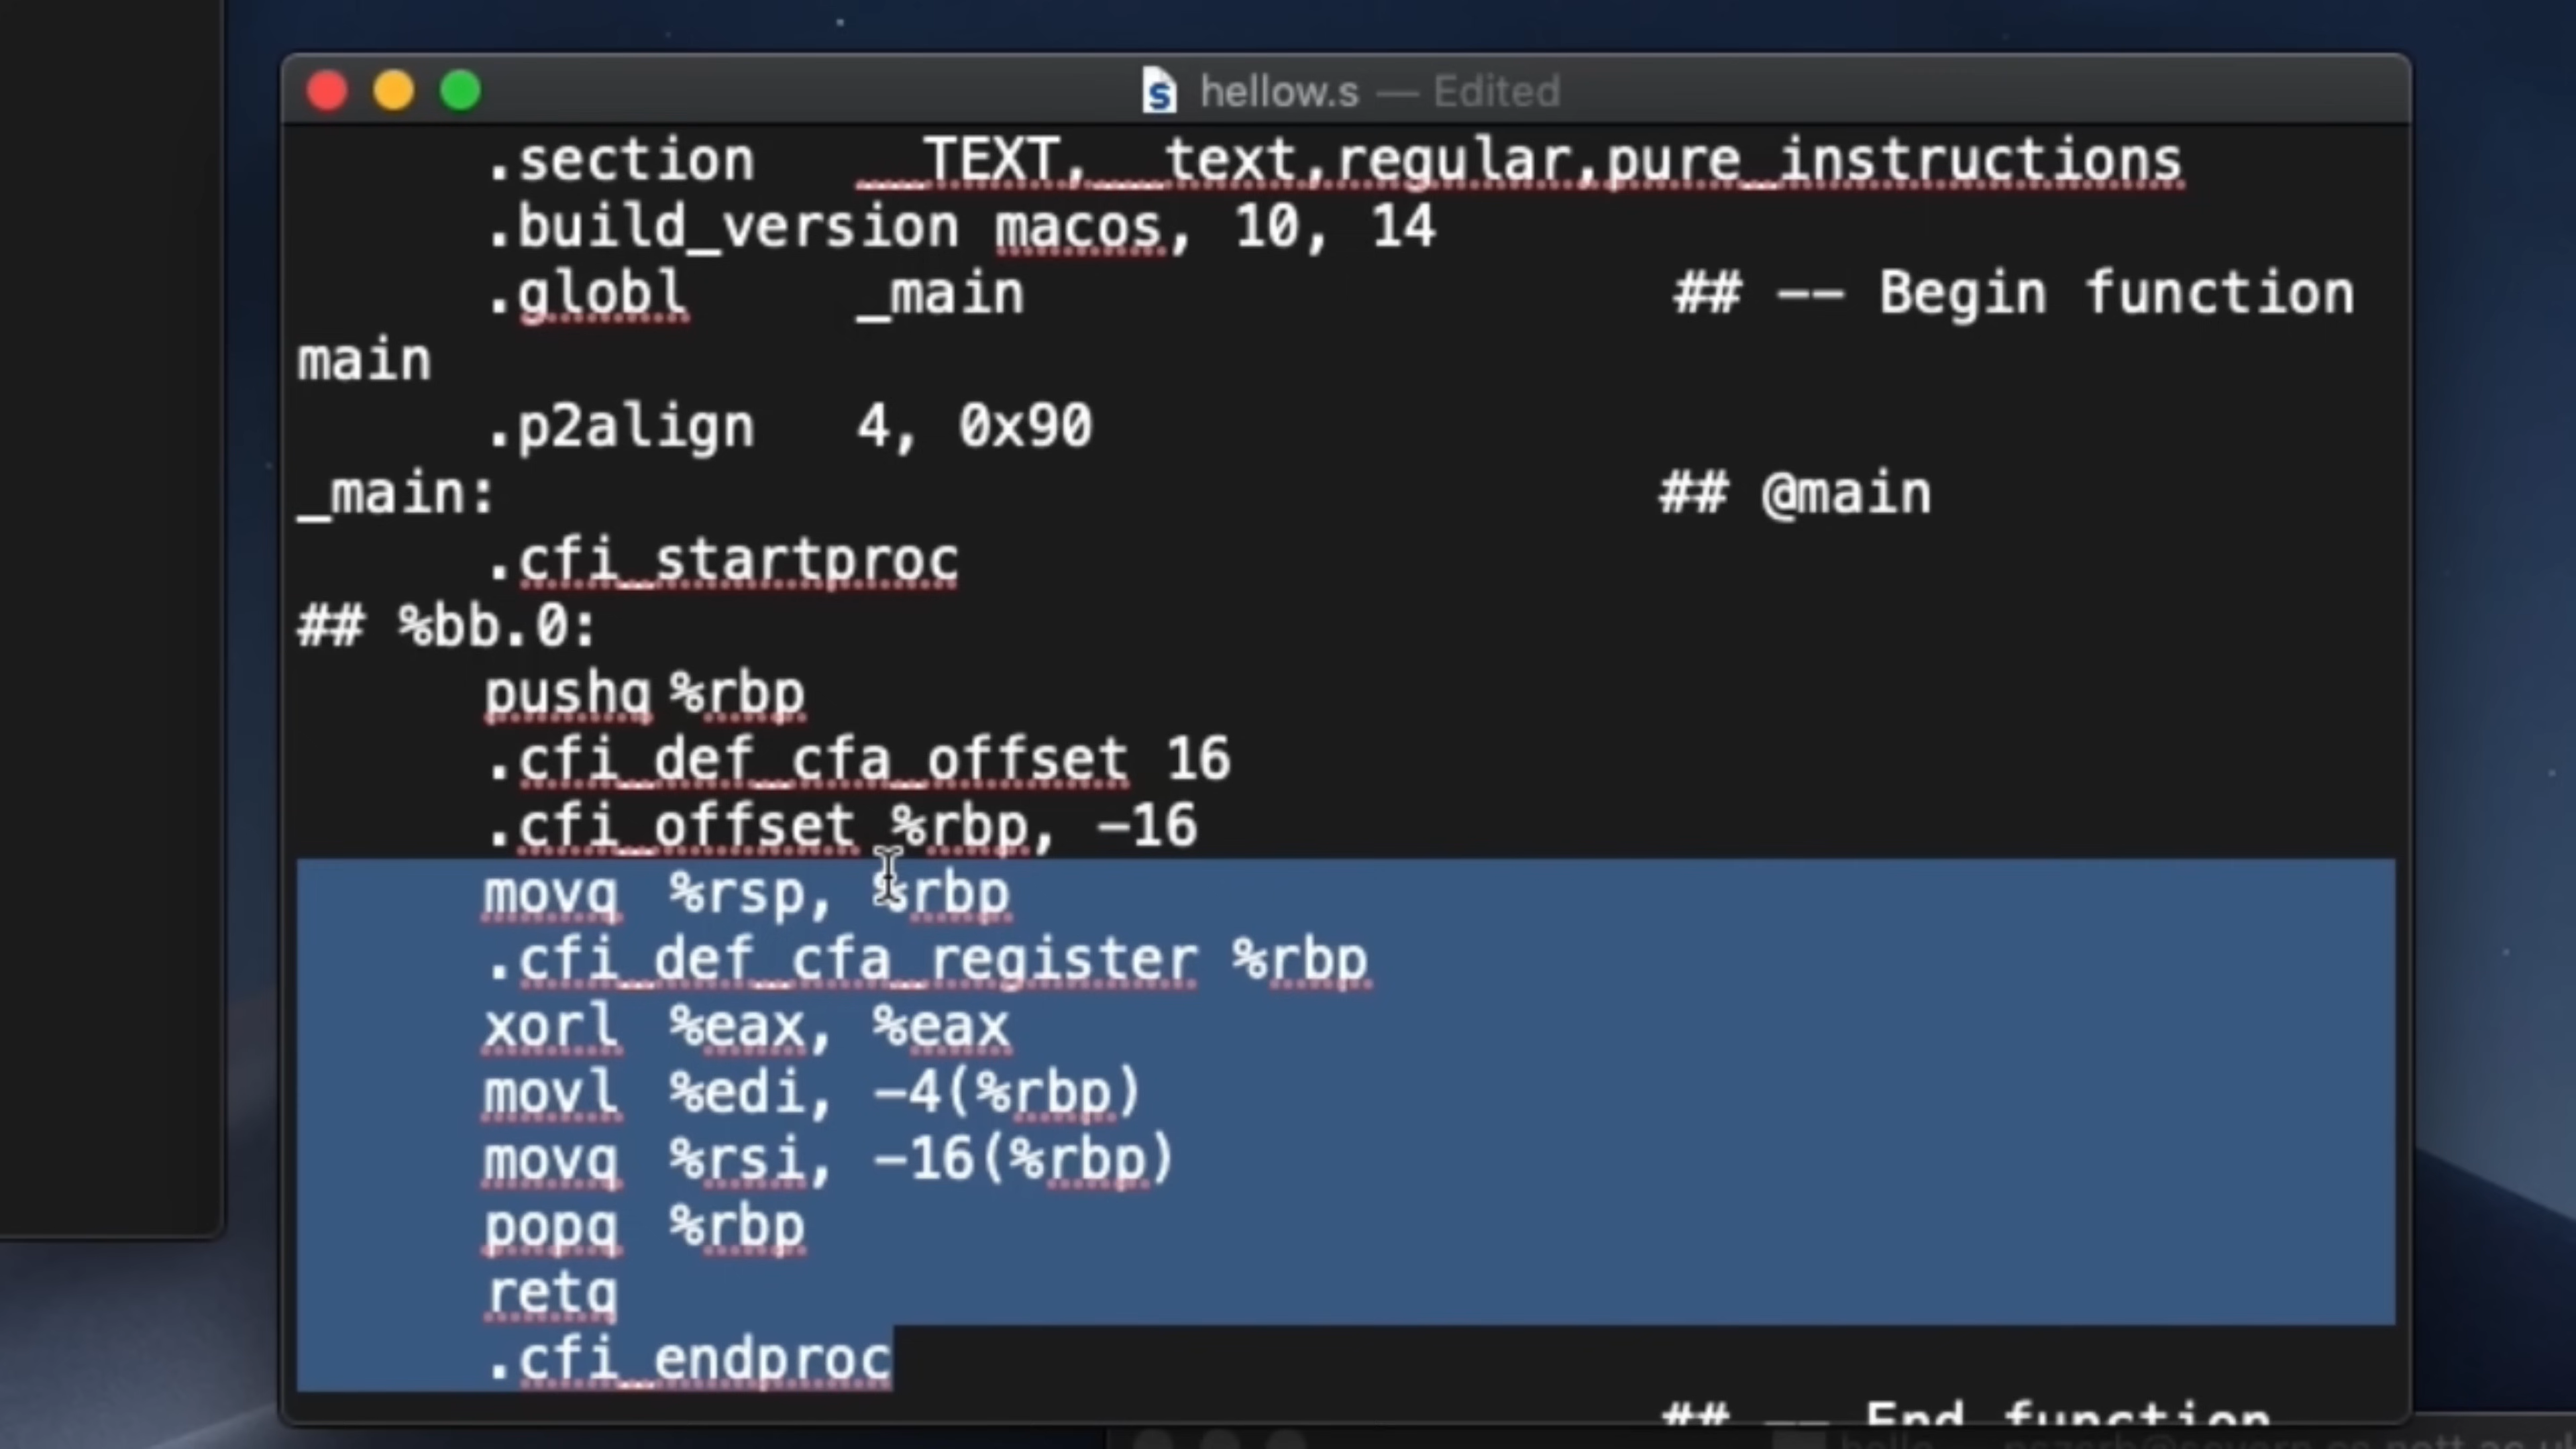 hellow.s — Edited
.section __TEXT,__text,regular,pure_instructions
.build_version macos, 10, 14
.globl _main ## -- Begin function
main
.p2align 4, 0x90
_main: ## @main
.cfi_startproc
## %bb.0:
pushq %rbp
.cfi_def_cfa_offset 16
.cfi_offset %rbp, -16
movq %rsp, %rbp
.cfi_def_cfa_register %rbp
xorl %eax, %eax
movl %edi, -4(%rbp)
movq %rsi, -16(%rbp)
popq %rbp
retq
.cfi_endproc
## -- End function